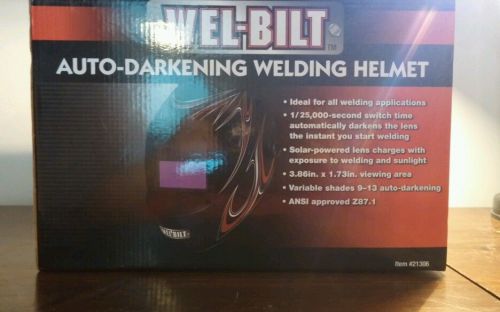 WEL-BILT
TM
AUTO-DARKENING WELDING HELMET
• Ideal for all welding applications
• 1/25,000-second switch time
automatically darkens the lens
the instant you start welding
• Solar-powered lens charges with
exposure to welding and sunlight
• 3.86in. x 1.73in. viewing area
• Variable shades 9-13 auto-darkening
• ANSI approved Z87.1
WEL-BILT
Item #21306